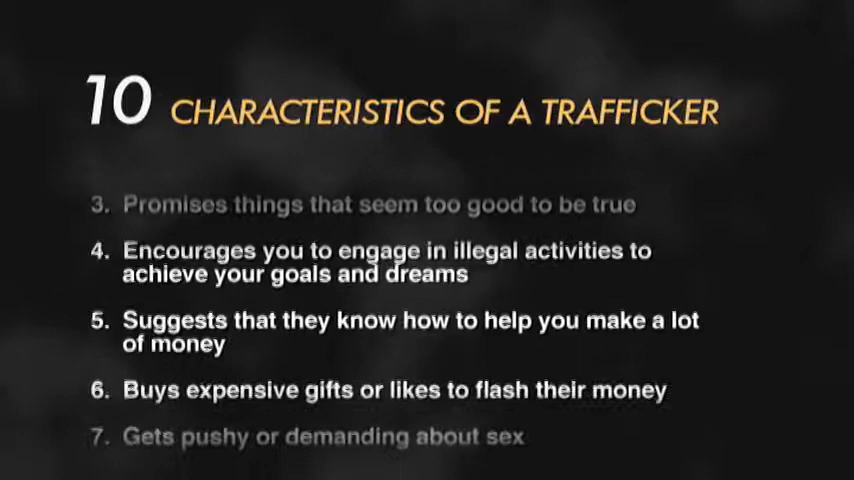 10 CHARACTERISTICS OF A TRAFFICKER
3. Promises things that seem too good to be true
4. Encourages you to engage in illegal activities to
achieve your goals and dreams
5. Suggests that they know how to help you make a lot
of money
6. Buys expensive gifts or likes to flash their money
7. Gets pushy or demanding about sex